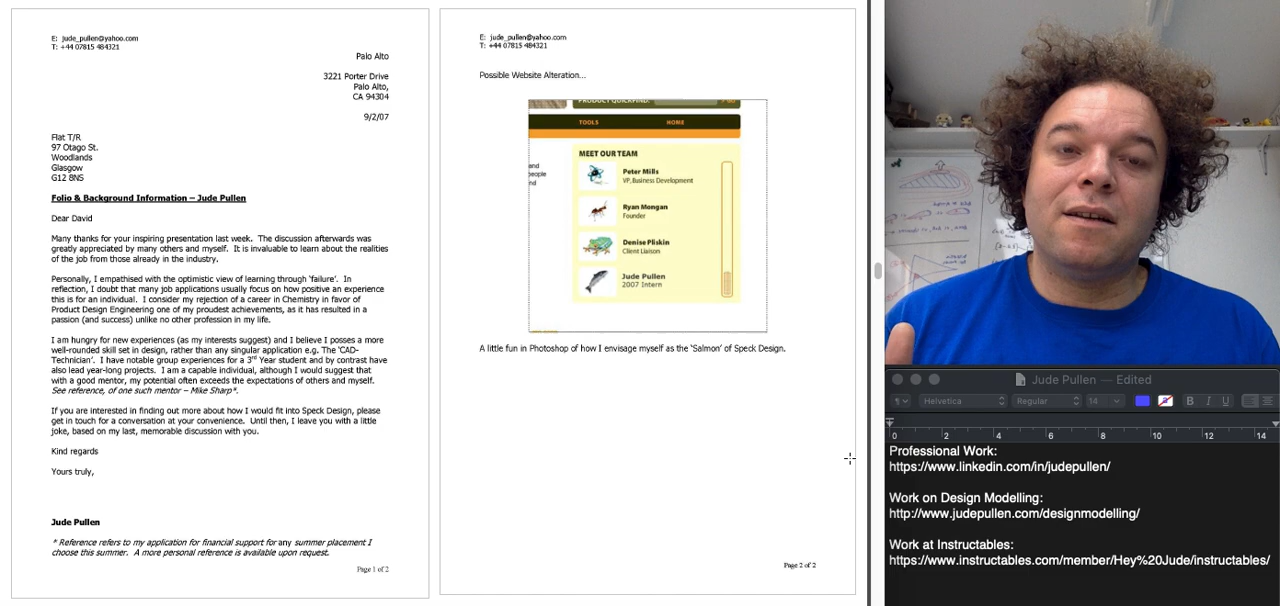 E: jude_pullen@yahoo.com
T: +44 07815 484321
Palo Alto
3221 Porter Drive
Palo Alto,
CA 94304
9/2/07
Flat T/R
97 Otago St.
Woodlands
Glasgow
G12 8NS
Folio & Background Information – Jude Pullen
Dear David
Many thanks for your inspiring presentation last week. The discussion afterwards was
greatly appreciated by many others and myself. It is invaluable to learn about the realities
of the job from those already in the industry.
Personally, I empathised with the optimistic view of learning through 'failure'. In
reflection, I doubt that many job applications usually focus on how positive an experience
this is for an individual. I consider my rejection of a career in Chemistry in favor of
Product Design Engineering one of my proudest achievements, as it has resulted in a
passion (and success) unlike no other profession in my life.
I am hungry for new experiences (as my interests suggest) and I believe I posses a more
well-rounded skill set in design, rather than any singular application e.g. The 'CAD-
Technician'. I have notable group experiences for a 3rd Year student and by contrast have
also lead year-long projects. I am a capable individual, although I would suggest that
with a good mentor, my potential often exceeds the expectations of others and myself.
See reference, of one such mentor – Mike Sharp*.
If you are interested in finding out more about how I would fit into Speck Design, please
get in touch for a conversation at your convenience. Until then, I leave you with a little
joke, based on my last, memorable discussion with you.
Kind regards
Yours truly,
Jude Pullen
* Reference refers to my application for financial support for any summer placement I
choose this summer. A more personal reference is available upon request.
Page 1 of 2
E: jude_pullen@yahoo.com
T: +44 07815 484321
Possible Website Alteration...
PRODUCT QUICKFIND:
TOOLS HOME
MEET OUR TEAM
and
people
nd
Peter Mills
VP, Business Development
Ryan Mongan
Founder
Denise Pliskin
Client Liaison
Jude Pullen
2007 Intern
A little fun in Photoshop of how I envisage myself as the 'Salmon' of Speck Design.
Page 2 of 2
Jude Pullen — Edited
Helvetica Regular 14 a B I U
0 2 4 6 8 10 12 14
Professional Work:
https://www.linkedin.com/in/judepullen/
Work on Design Modelling:
http://www.judepullen.com/designmodelling/
Work at Instructables:
https://www.instructables.com/member/Hey%20Jude/instructables/